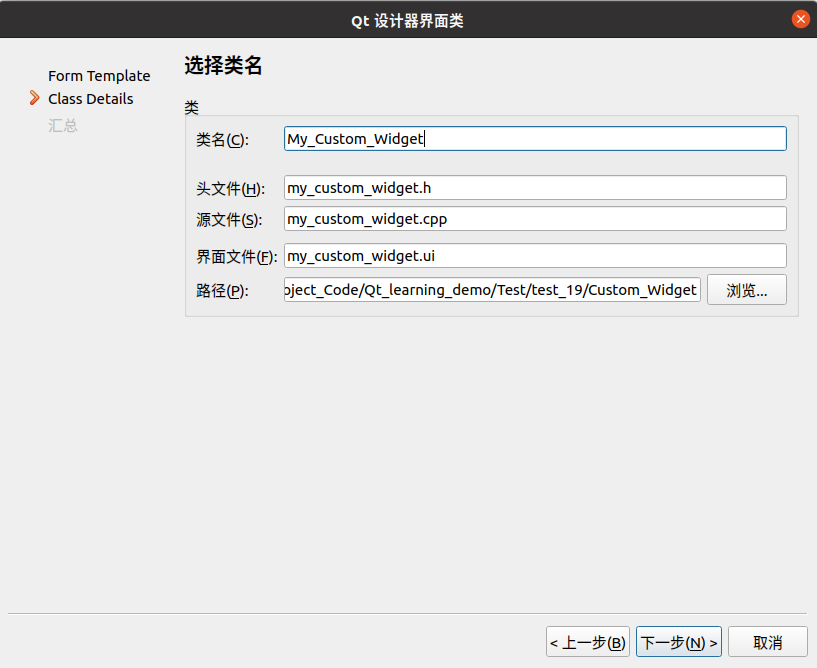 Qt 设计器界面类
Form Template
Class Details
汇总
选择类名
类
类名(C): My_Custom_Widget
头文件(H): my_custom_widget.h
源文件(S): my_custom_widget.cpp
界面文件(F): my_custom_widget.ui
路径(P): oject_Code/Qt_learning_demo/Test/test_19/Custom_Widget 浏览...
< 上一步(B) 下一步(N) > 取消